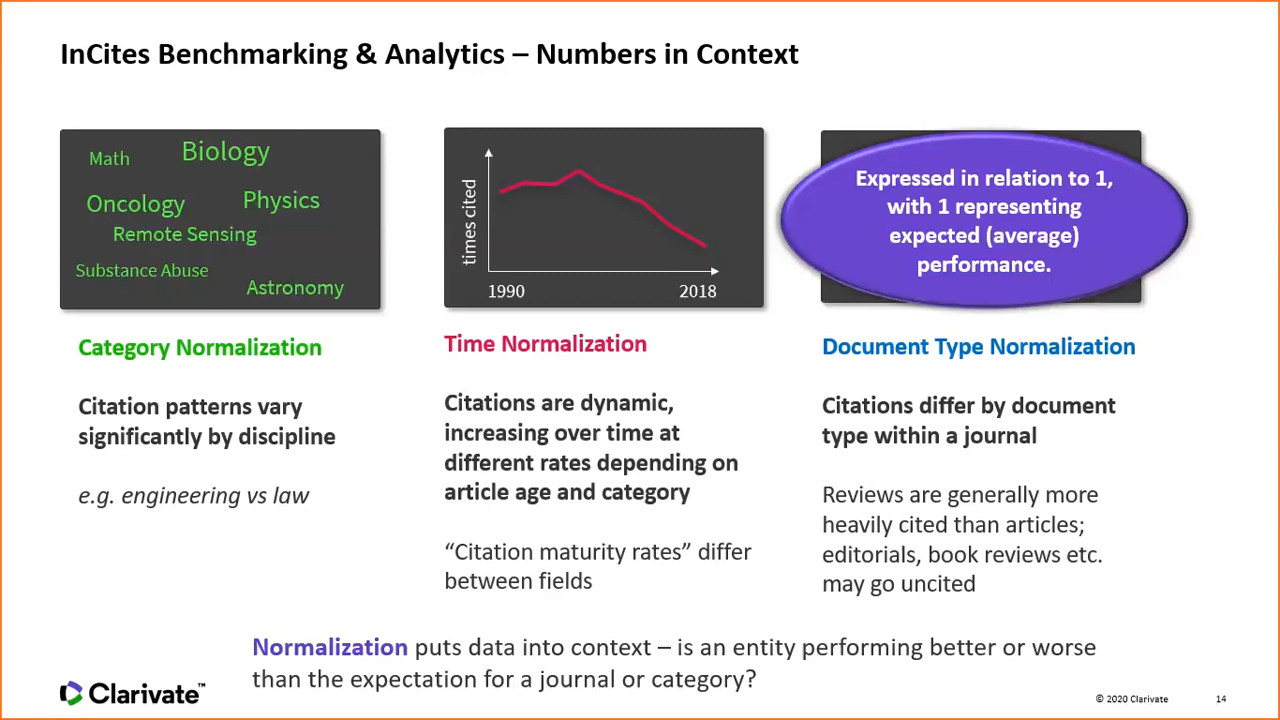 InCites Benchmarking & Analytics – Numbers in Context
Math
Biology
Oncology
Physics
Remote Sensing
Substance Abuse
Astronomy
times cited
1990
2018
Expressed in relation to 1,
with 1 representing
expected (average)
performance.
Category Normalization
Citation patterns vary
significantly by discipline
e.g. engineering vs law
Time Normalization
Citations are dynamic,
increasing over time at
different rates depending on
article age and category
“Citation maturity rates” differ
between fields
Document Type Normalization
Citations differ by document
type within a journal
Reviews are generally more
heavily cited than articles;
editorials, book reviews etc.
may go uncited
Normalization puts data into context – is an entity performing better or worse
than the expectation for a journal or category?
Clarivate™
© 2020 Clarivate
14